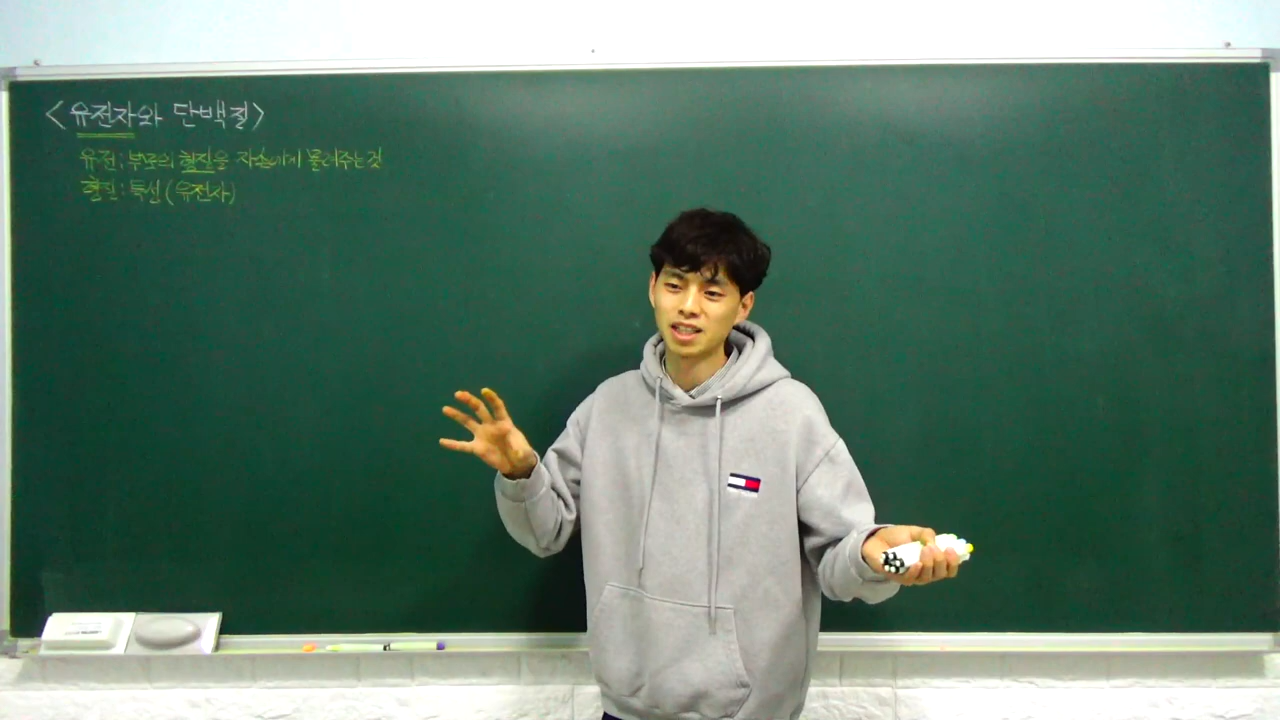 <유전자와 단백질>
유전: 부모의 형질을 자손에게 물려주는 것
형질: 특성 (유전자)